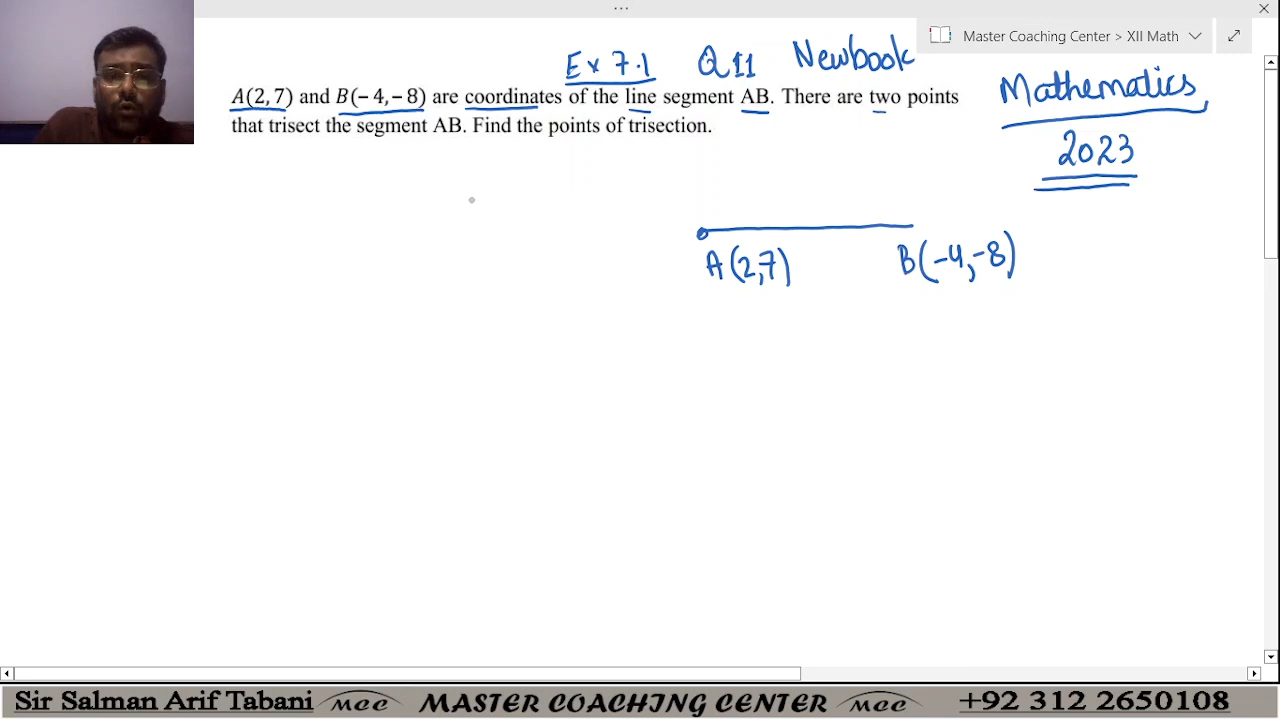 Master Coaching Center > XII Math
Ex 7.1 Q11 Newbook
Mathematics
2023
A(2, 7) and B(− 4, − 8) are coordinates of the line segment AB. There are two points
that trisect the segment AB. Find the points of trisection.
A(2,7) B(-4,-8)
Sir Salman Arif Tabani mcc MASTER COACHING CENTER mcc +92 312 2650108